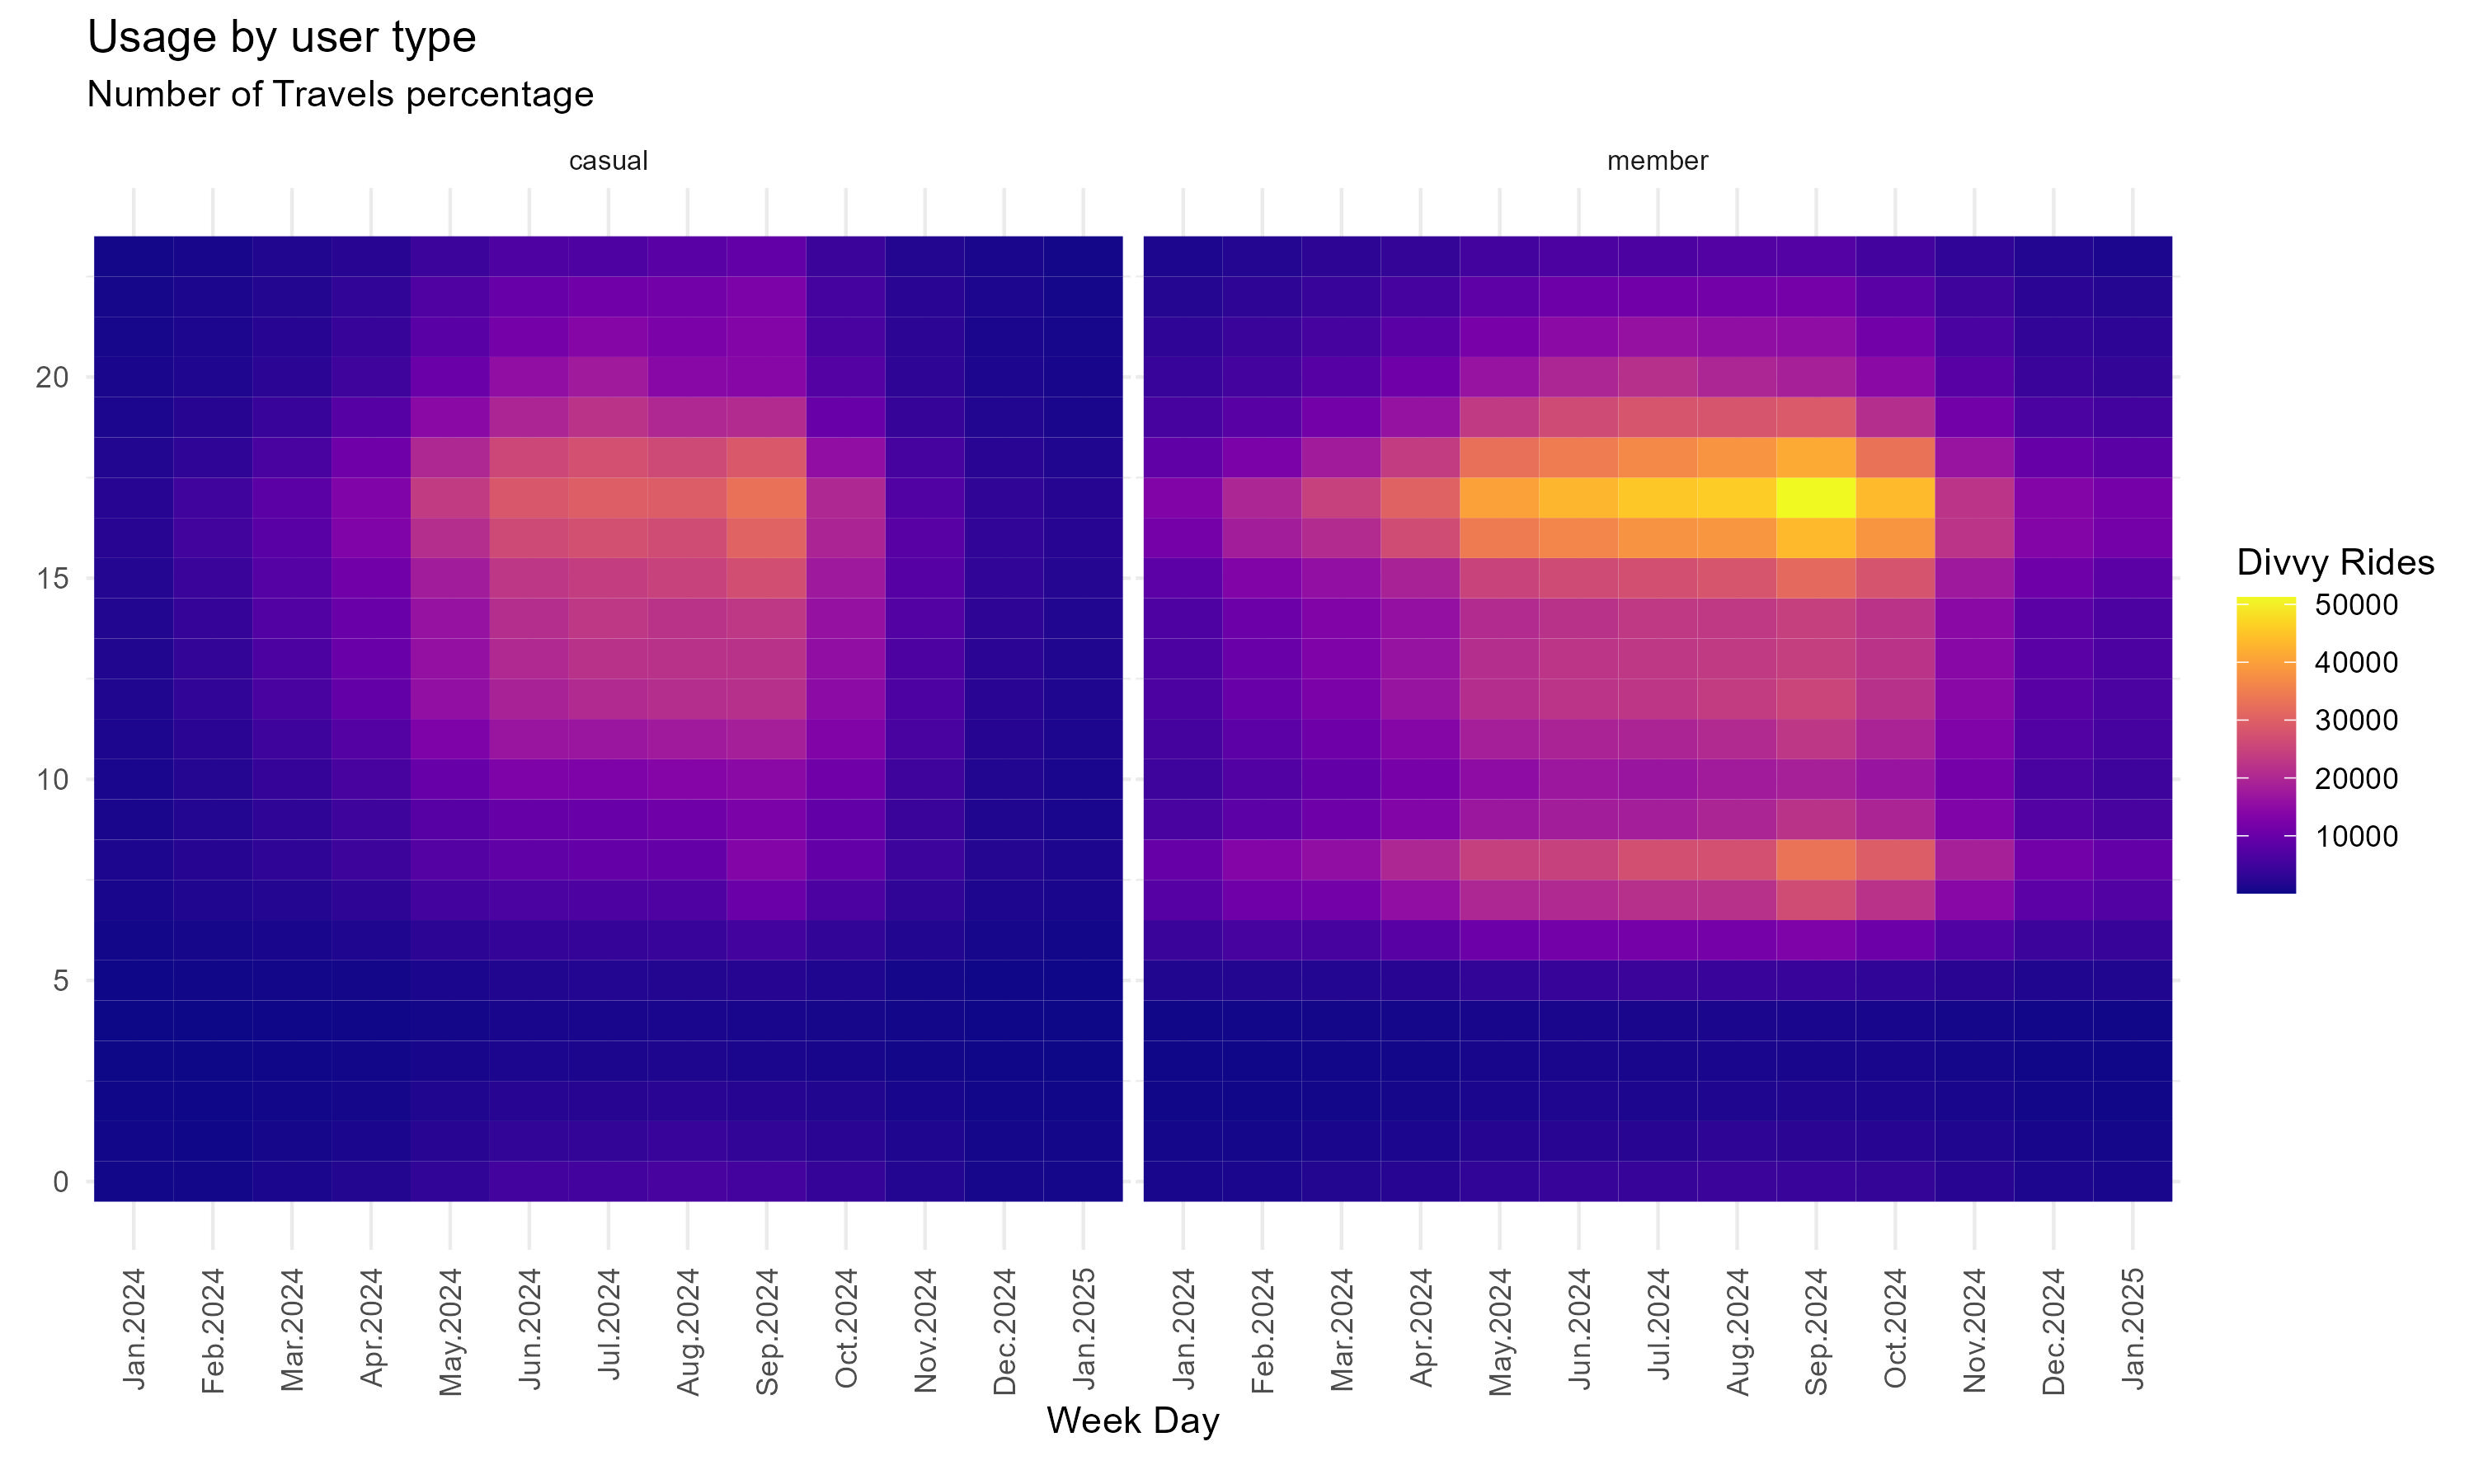 Usage by user type
Number of Travels percentage
casual
member
20
15
10
5
0
Jan.2024
Feb.2024
Mar.2024
Apr.2024
May.2024
Jun.2024
Jul.2024
Aug.2024
Sep.2024
Oct.2024
Nov.2024
Dec.2024
Jan.2025
Jan.2024
Feb.2024
Mar.2024
Apr.2024
May.2024
Jun.2024
Jul.2024
Aug.2024
Sep.2024
Oct.2024
Nov.2024
Dec.2024
Jan.2025
Week Day
Divvy Rides
50000
40000
30000
20000
10000